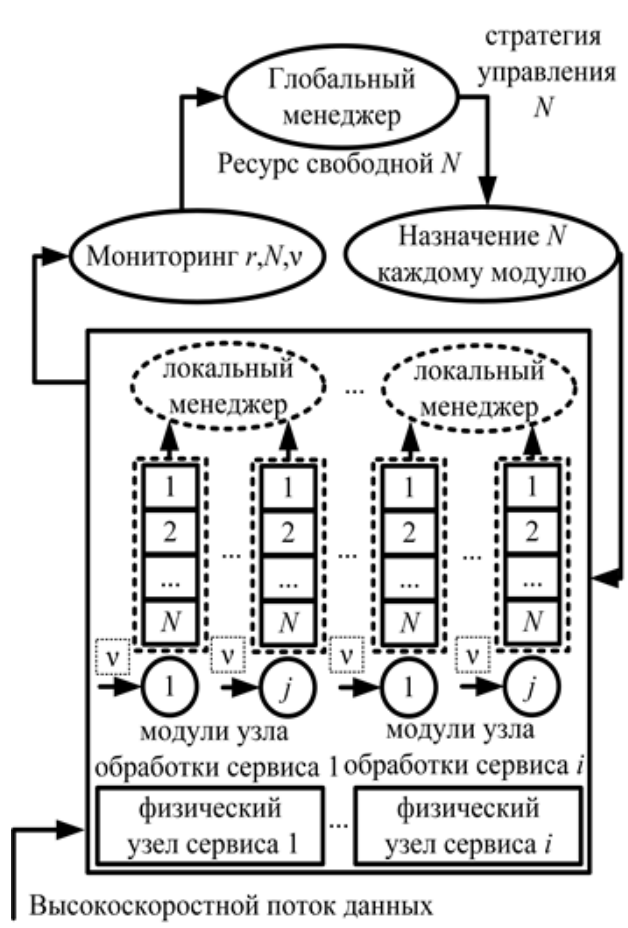 стратегия
управления
N
Глобальный
менеджер
Ресурс свободной N
Мониторинг r,N,ν
Назначение N
каждому модулю
локальный
менеджер
...
локальный
менеджер
1 1 1 1
2 2 2 2
... ... ...
... ... ... ...
N N N N
ν ν ν ν
1 j 1 j
модули узла
обработки сервиса 1
модули узла
обработки сервиса i
физический
узел сервиса 1
...
физический
узел сервиса i
Высокоскоростной поток данных